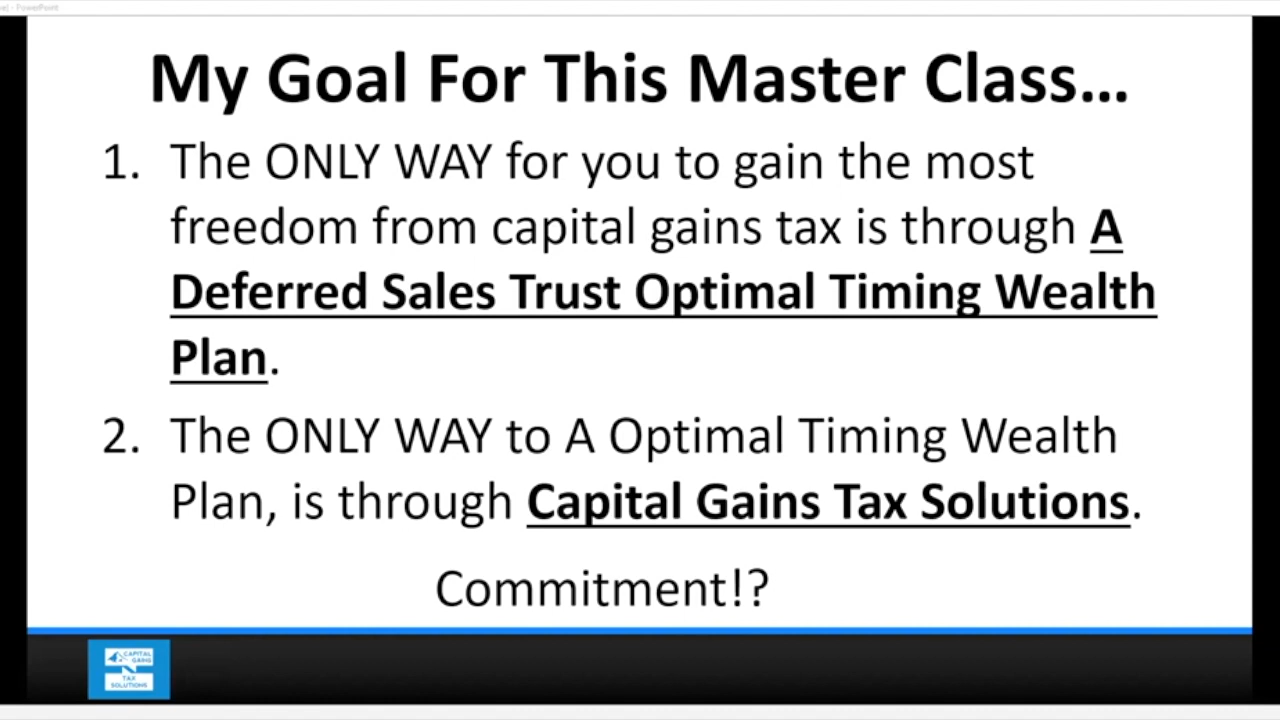 - PowerPoint
My Goal For This Master Class...
1. The ONLY WAY for you to gain the most
freedom from capital gains tax is through A
Deferred Sales Trust Optimal Timing Wealth
Plan.
2. The ONLY WAY to A Optimal Timing Wealth
Plan, is through Capital Gains Tax Solutions.
Commitment!?
CAPITAL
GAINS
TAX
SOLUTIONS